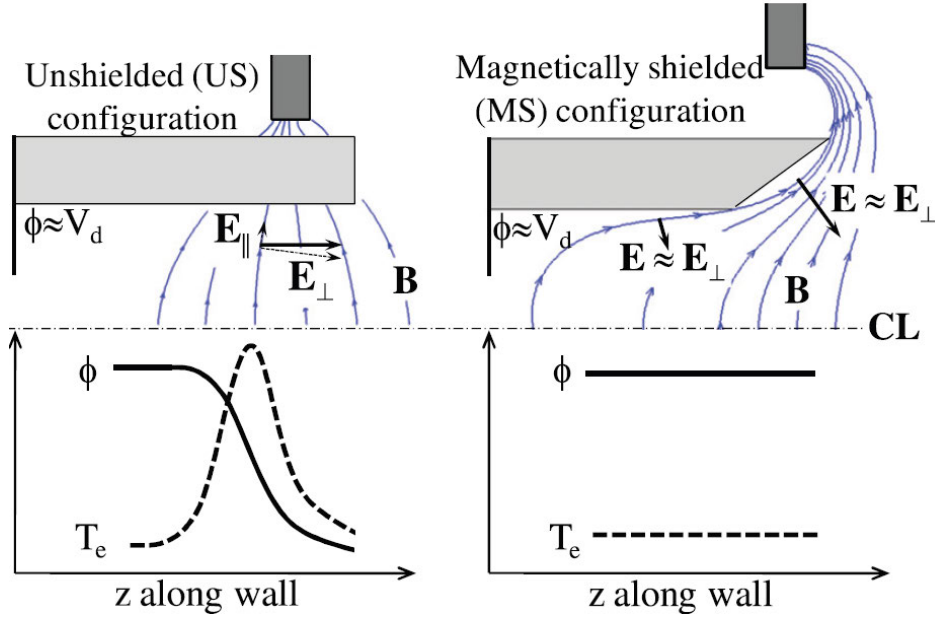 Unshielded (US)
configuration
ϕ≈V_d
E_∥
E_⊥
B
ϕ
T_e
z along wall
Magnetically shielded
(MS) configuration
ϕ≈V_d
E ≈ E_⊥
E ≈ E_⊥
B
CL
ϕ
T_e
z along wall